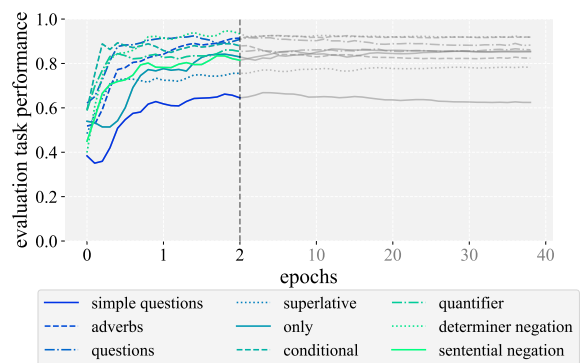 evaluation task performance
1.0
0.8
0.6
0.4
0.2
0.0
0 1 2 10 20 30 40
epochs
simple questions superlative quantifier
adverbs only determiner negation
questions conditional sentential negation